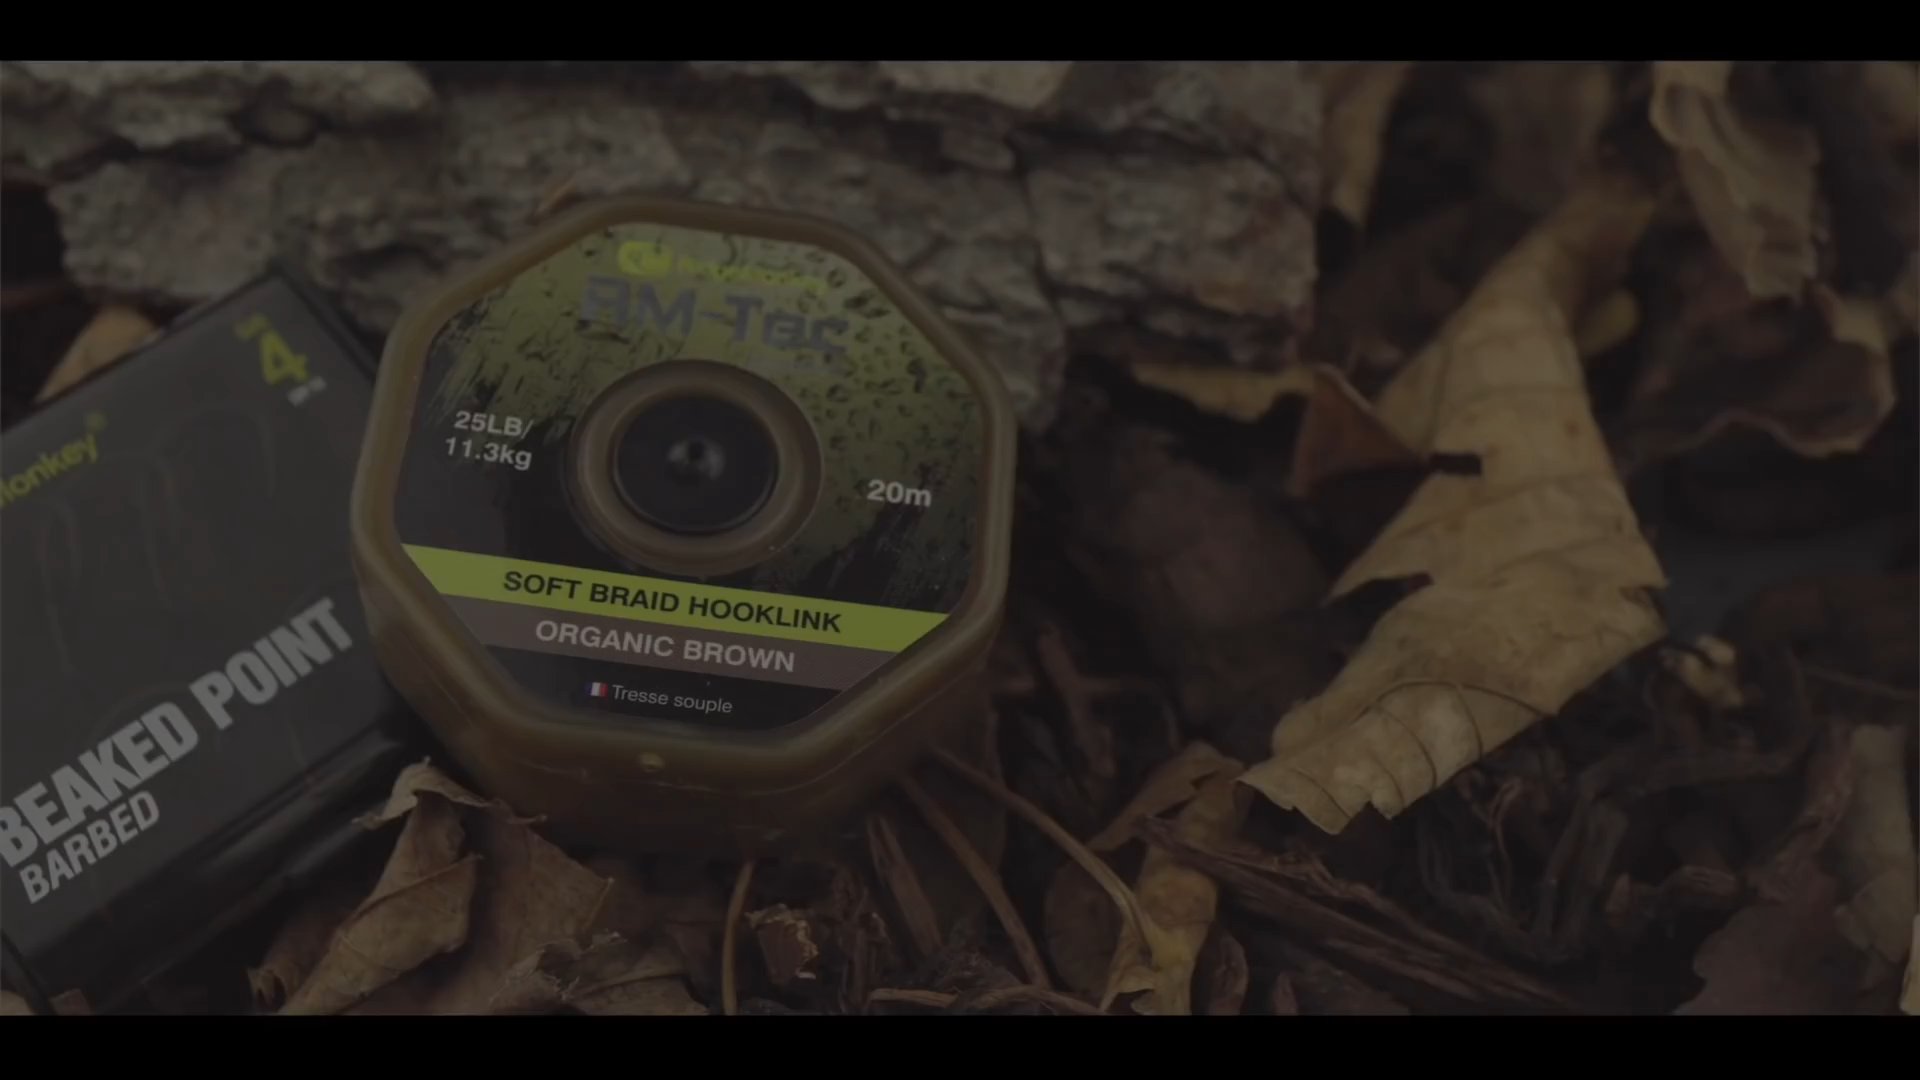 RM-Tec
25LB/
11.3kg
20m
SOFT BRAID HOOKLINK
ORGANIC BROWN
Tresse souple
4
Monkey
BEAKED POINT
BARBED